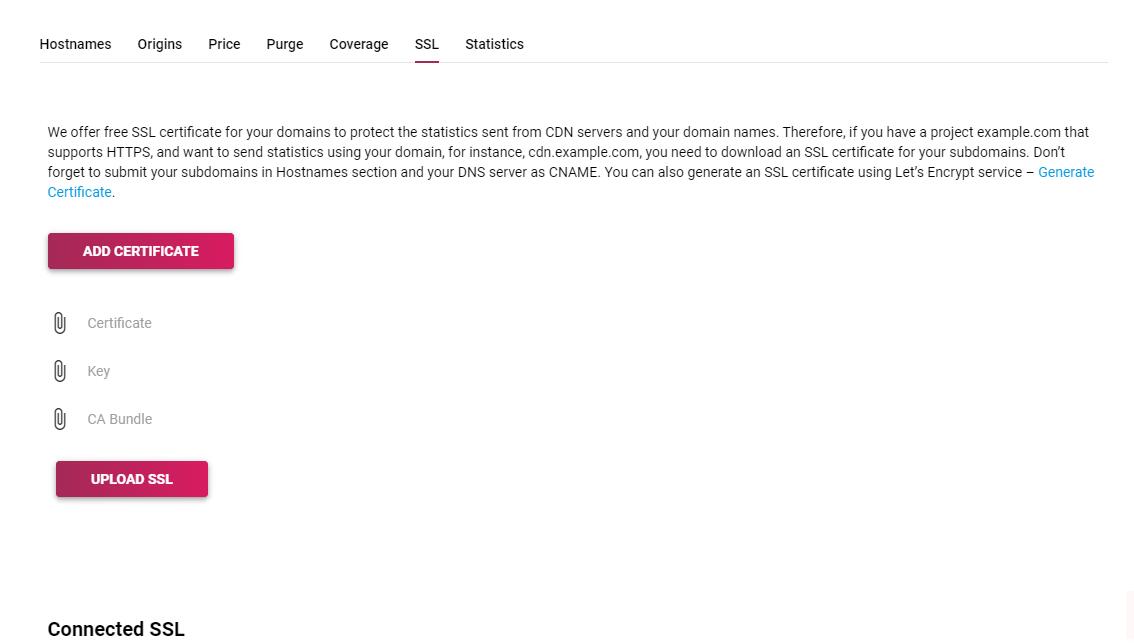 Hostnames Origins Price Purge Coverage SSL Statistics
We offer free SSL certificate for your domains to protect the statistics sent from CDN servers and your domain names. Therefore, if you have a project example.com that
supports HTTPS, and want to send statistics using your domain, for instance, cdn.example.com, you need to download an SSL certificate for your subdomains. Don’t
forget to submit your subdomains in Hostnames section and your DNS server as CNAME. You can also generate an SSL certificate using Let’s Encrypt service – Generate
Certificate.
ADD CERTIFICATE
Certificate
Key
CA Bundle
UPLOAD SSL
Connected SSL